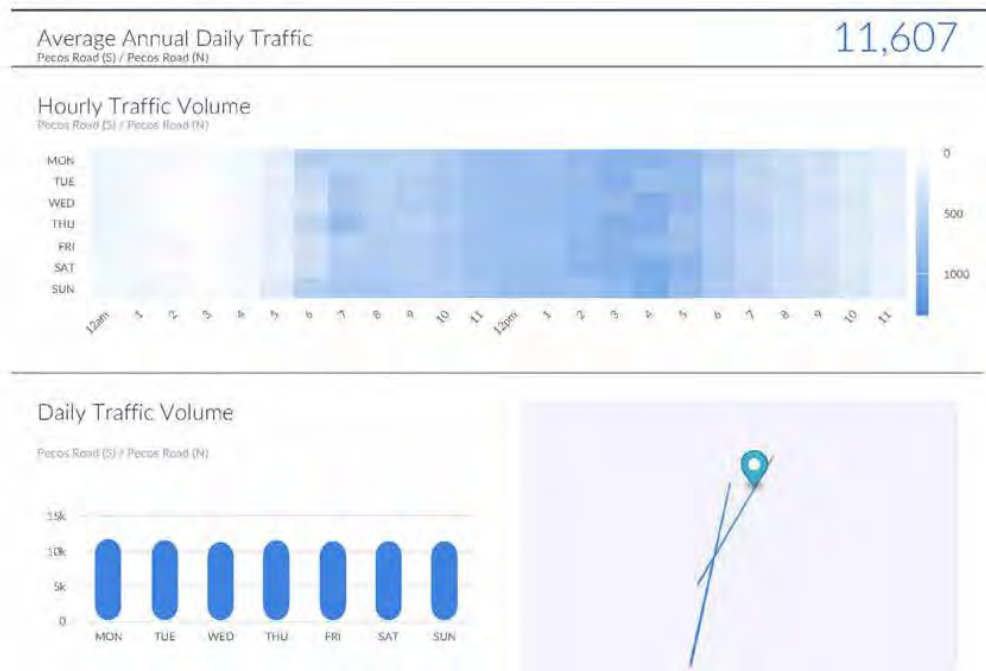 Average Annual Daily Traffic
11,607
Pecos Road (S) / Pecos Road (N)
Hourly Traffic Volume
Pecos Road (S) / Pecos Road (N)
MON
TUE
WED
THU
FRI
SAT
SUN
0
500
1000
12am 1 2 3 4 5 6 7 8 9 10 11 12pm 1 2 3 4 5 6 7 8 9 10 11
Daily Traffic Volume
Pecos Road (S) / Pecos Road (N)
15k
10k
5k
0
MON TUE WED THU FRI SAT SUN